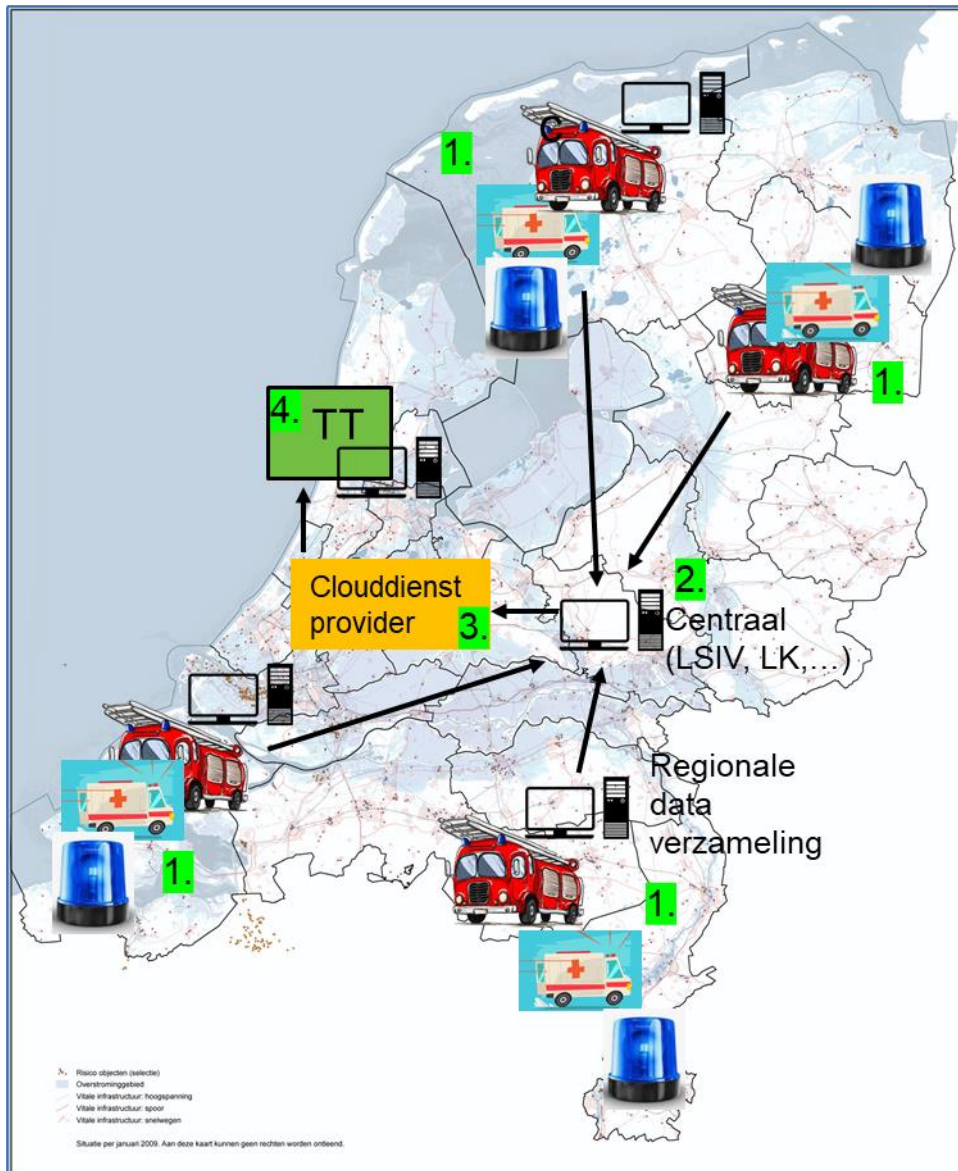 1.
1.
4. TT
2.
Clouddienst
provider 3.
Centraal
(LSIV, LK,…)
Regionale
data
verzameling
1.
1.
Risico objecten (selectie)
Overstromingsgebied
Vitale infrastructuur: hoogspanning
Vitale infrastructuur: spoor
Vitale infrastructuur: snelwegen
Situatie per januari 2009. Aan deze kaart kunnen geen rechten worden ontleend.